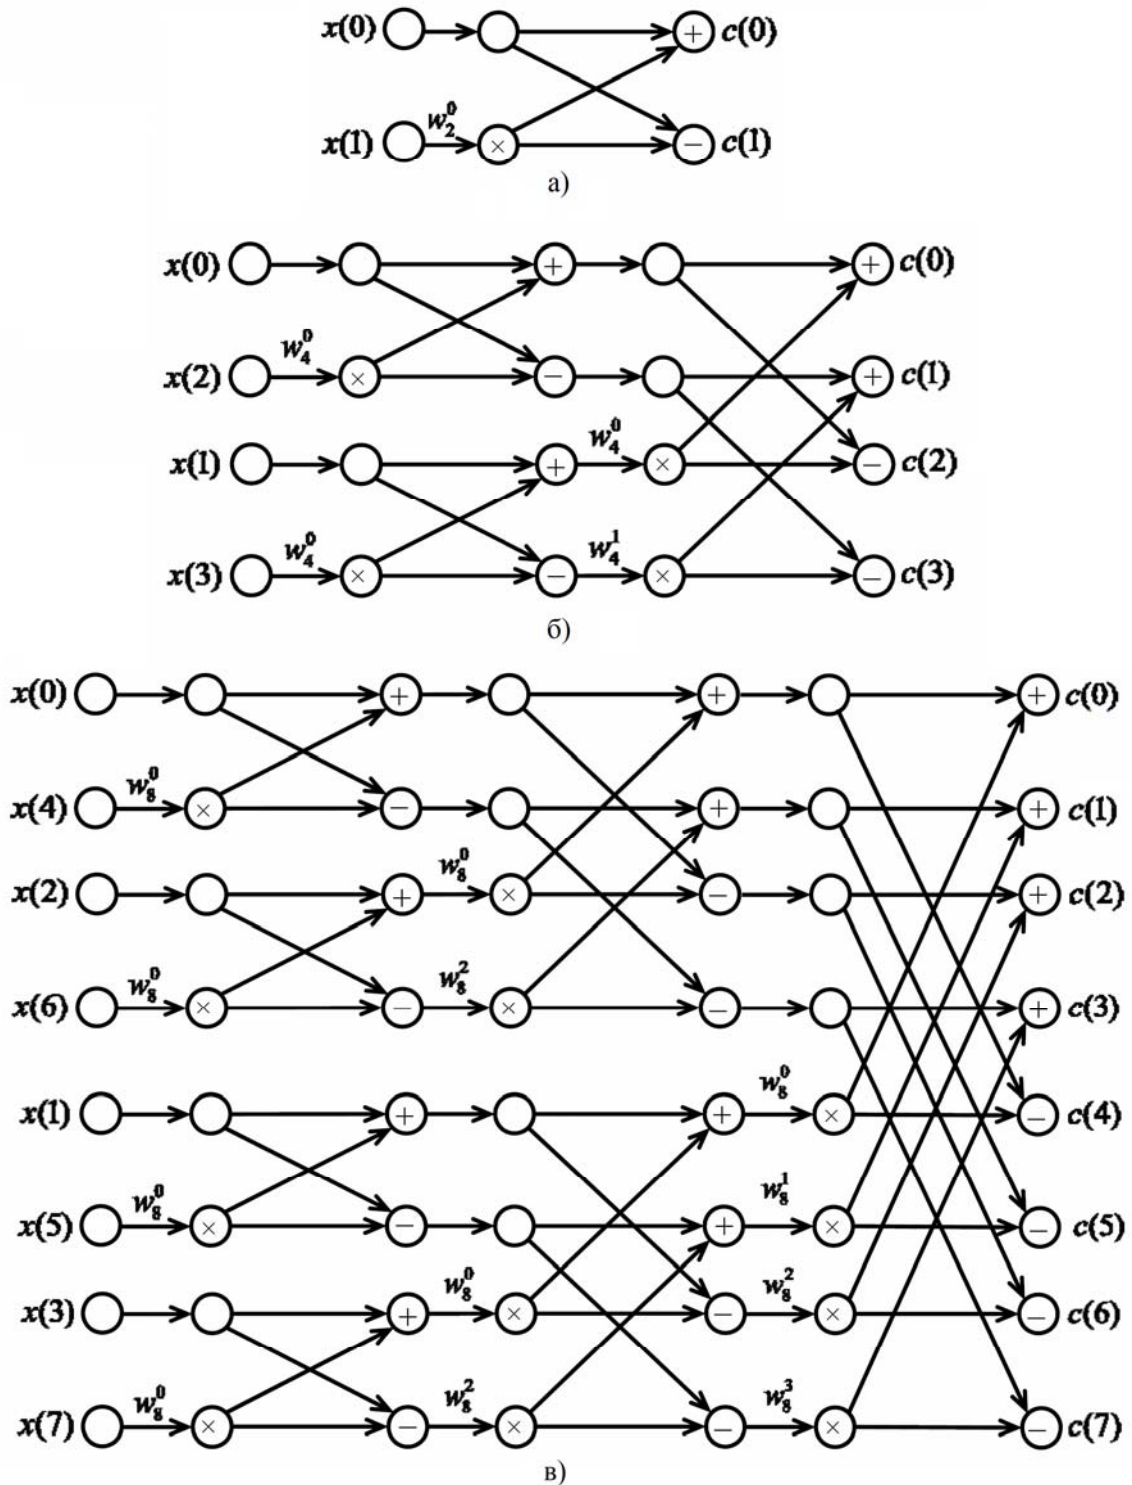 x(0) + c(0)
w₂⁰
x(1) × − c(1)
а)
x(0) + + c(0)
w₄⁰
x(2) × − + c(1)
w₄⁰
x(1) + × − c(2)
w₄⁰ w₄¹
x(3) × − × − c(3)
б)
x(0) + + + c(0)
w₈⁰
x(4) × − + + c(1)
w₈⁰
x(2) + × − + c(2)
w₈⁰ w₈²
x(6) × − × − + c(3)
w₈⁰
x(1) + + × − c(4)
w₈⁰ w₈¹
x(5) × − + × − c(5)
w₈⁰ w₈²
x(3) + × − × − c(6)
w₈⁰ w₈² w₈³
x(7) × − × − × − c(7)
в)